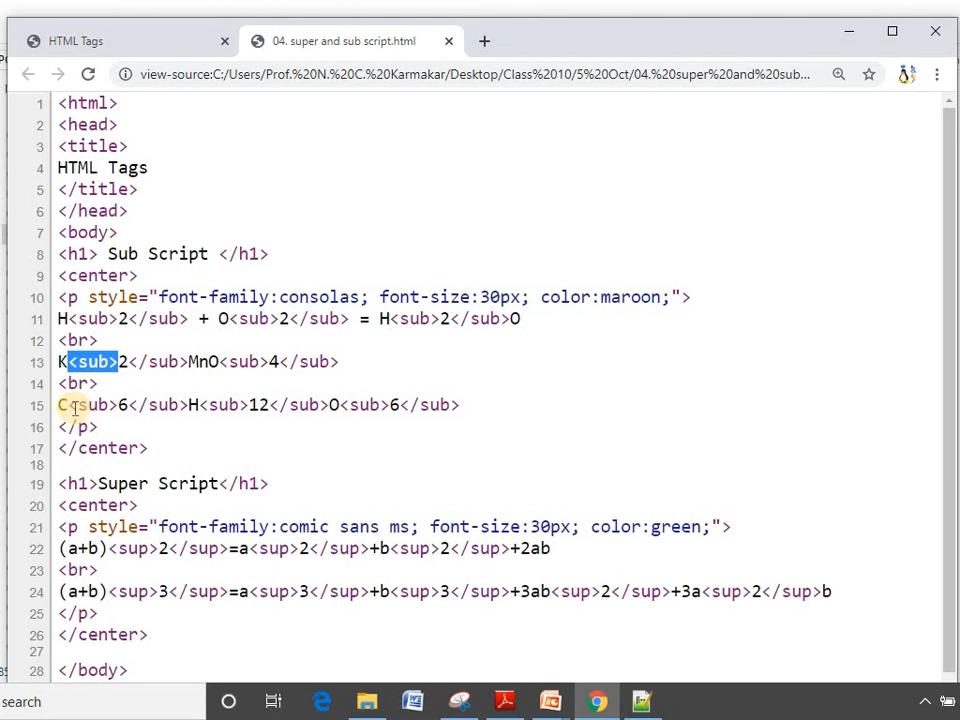 HTML Tags
04. super and sub script.html
view-source:C:/Users/Prof.%20N.%20C.%20Karmakar/Desktop/Class%2010/5%20Oct/04.%20super%20and%20sub...
1 <html>
2 <head>
3 <title>
4 HTML Tags
5 </title>
6 </head>
7 <body>
8 <h1> Sub Script </h1>
9 <center>
10 <p style="font-family:consolas; font-size:30px; color:maroon;">
11 H<sub>2</sub> + O<sub>2</sub> = H<sub>2</sub>O
12 <br>
13 K<sub>2</sub>MnO<sub>4</sub>
14 <br>
15 C<sub>6</sub>H<sub>12</sub>O<sub>6</sub>
16 </p>
17 </center>
18
19 <h1>Super Script</h1>
20 <center>
21 <p style="font-family:comic sans ms; font-size:30px; color:green;">
22 (a+b)<sup>2</sup>=a<sup>2</sup>+b<sup>2</sup>+2ab
23 <br>
24 (a+b)<sup>3</sup>=a<sup>3</sup>+b<sup>3</sup>+3ab<sup>2</sup>+3a<sup>2</sup>b
25 </p>
26 </center>
27
28 </body>
search